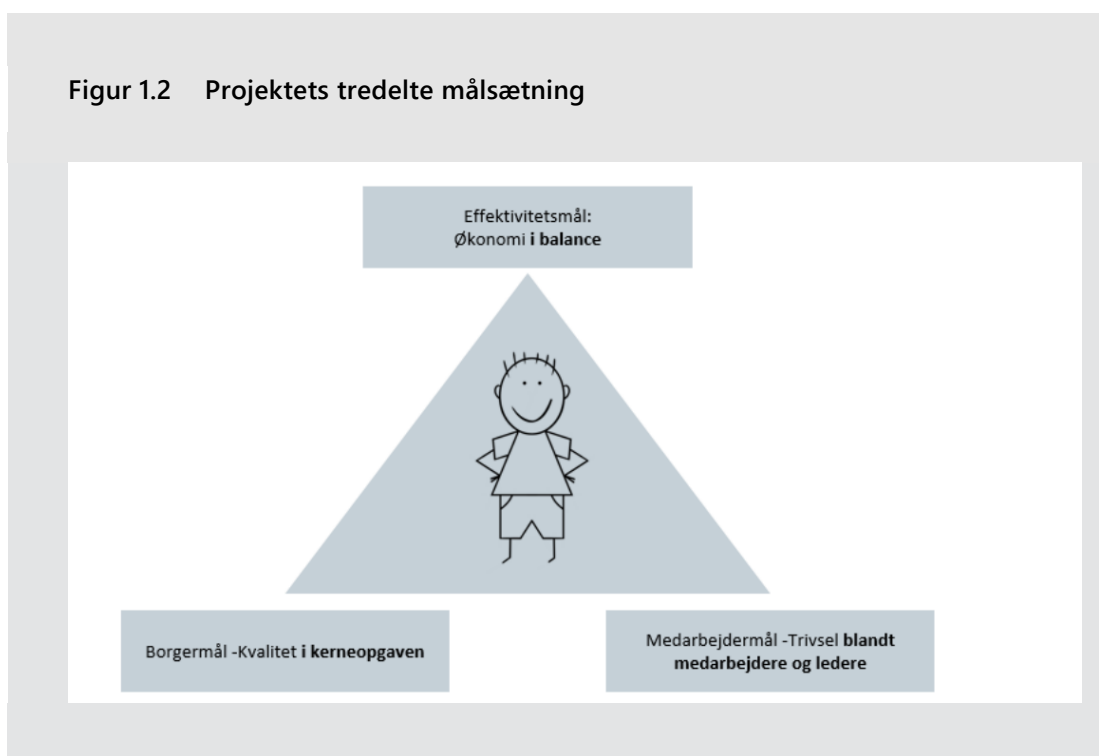 Figur 1.2 Projektets tredelte målsætning
Effektivitetsmål:
Økonomi i balance
Borgermål -Kvalitet i kerneopgaven
Medarbejdermål -Trivsel blandt
medarbejdere og ledere